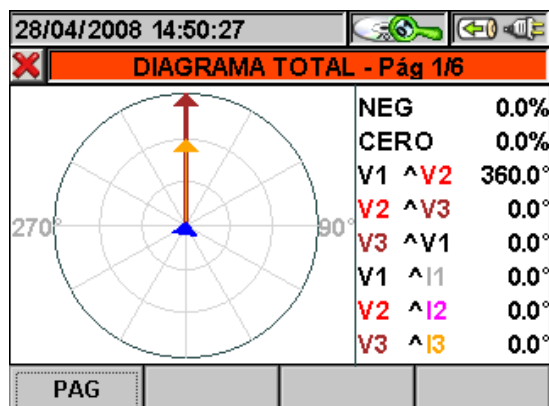 28/04/2008 14:50:27
DIAGRAMA TOTAL - Pág 1/6
NEG 0.0%
CERO 0.0%
V1 ^V2 360.0°
V2 ^V3 0.0°
V3 ^V1 0.0°
V1 ^I1 0.0°
V2 ^I2 0.0°
V3 ^I3 0.0°
270°
90°
PAG